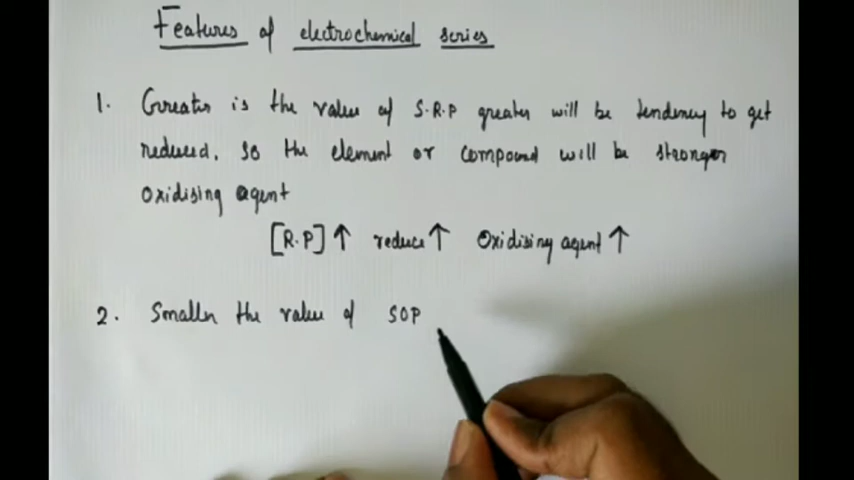 Features of electrochemical series
1. Greater is the value of S.R.P greater will be tendency to get
reduced. So the element or compound will be stronger
Oxidising agent
[R.P]↑ reduce↑ Oxidising agent↑
2. Smaller the value of SOP